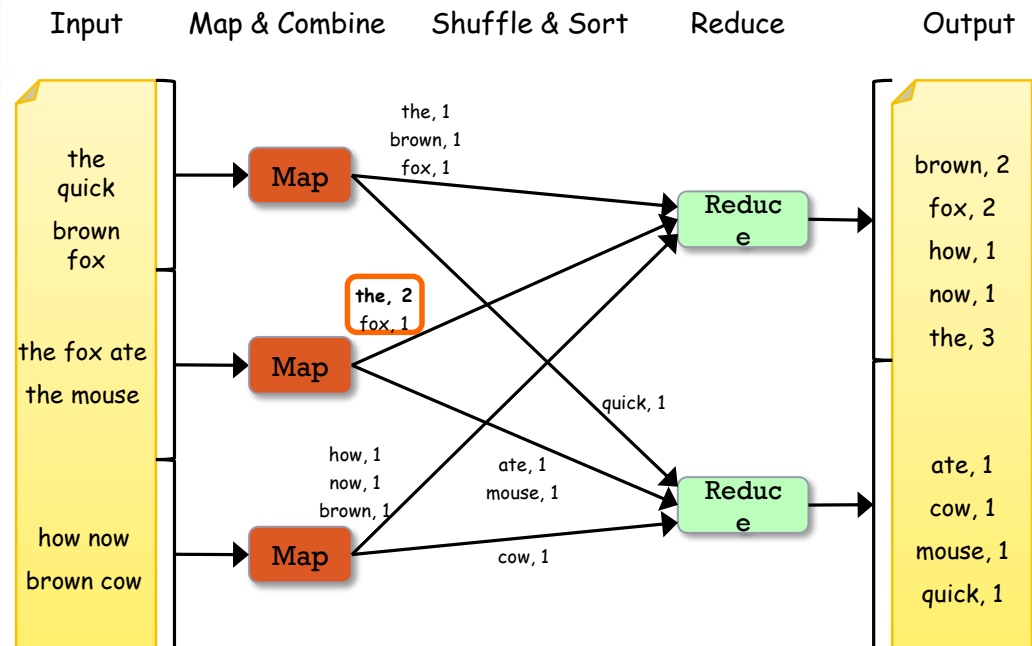 Input
Map & Combine
Shuffle & Sort
Reduce
Output
the
quick
brown
fox
the fox ate
the mouse
how now
brown cow
Map
Map
Map
the, 1
brown, 1
fox, 1
the, 2
fox, 1
how, 1
now, 1
brown, 1
quick, 1
ate, 1
mouse, 1
cow, 1
Reduc
e
Reduc
e
brown, 2
fox, 2
how, 1
now, 1
the, 3
ate, 1
cow, 1
mouse, 1
quick, 1